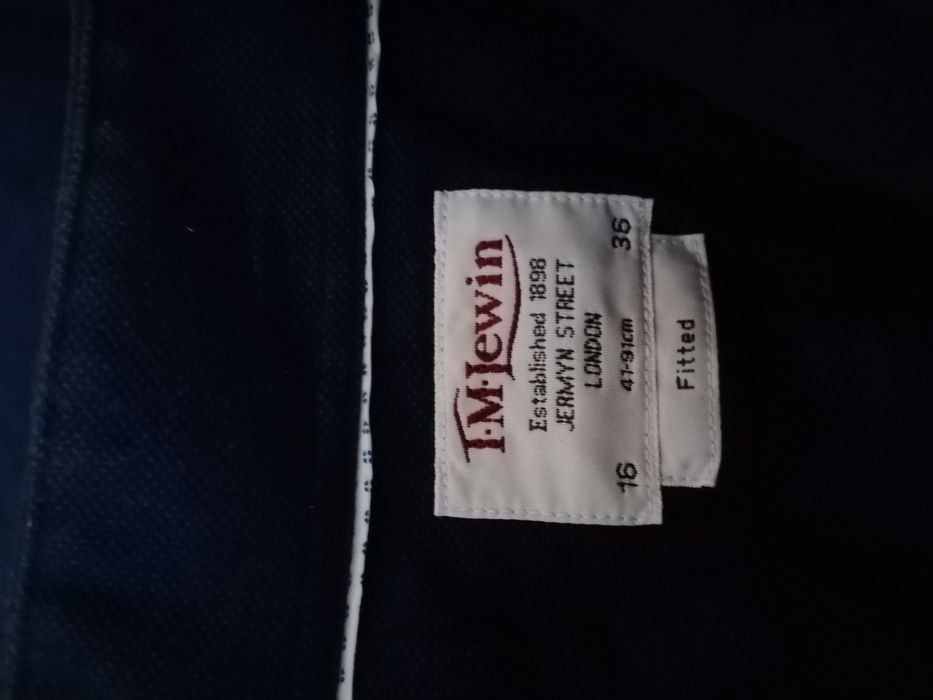 T·M·Lewin
Established 1898
JERMYN STREET
LONDON
16 41-91cm 36
Fitted